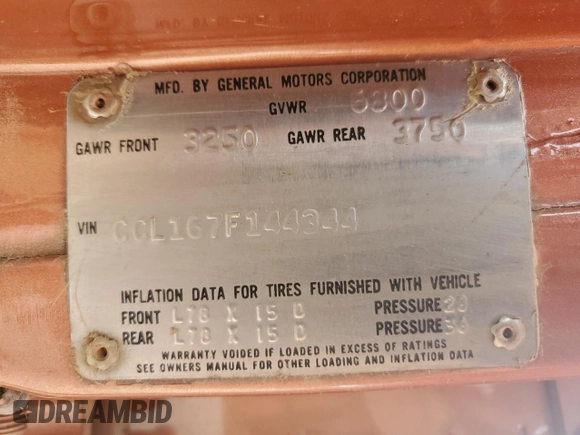 MFD. BY GENERAL MOTORS CORPORATION
GVWR 6800
GAWR FRONT 3250 GAWR REAR 3750
VIN CCL167F144344
INFLATION DATA FOR TIRES FURNISHED WITH VEHICLE
FRONT L78 X 15 D PRESSURE 28
REAR L78 X 15 D PRESSURE 36
WARRANTY VOIDED IF LOADED IN EXCESS OF RATINGS
SEE OWNERS MANUAL FOR OTHER LOADING AND INFLATION DATA
DREAMBID